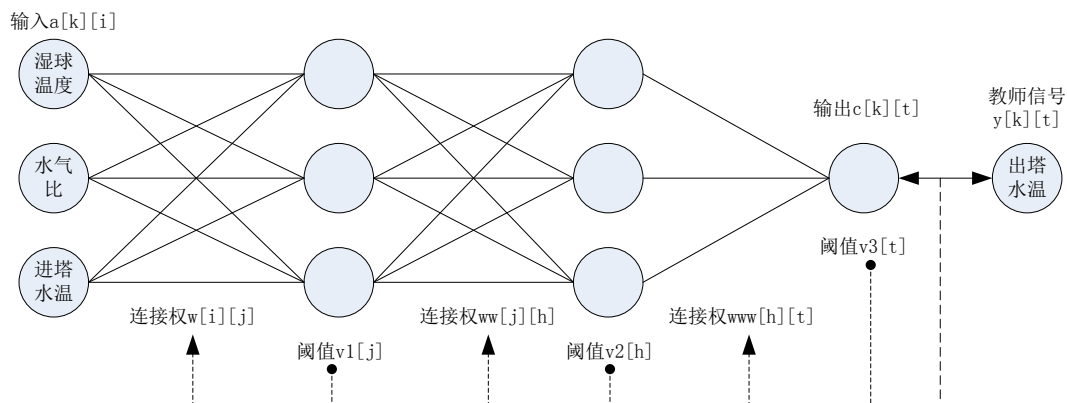 输入a[k][i]
湿球
温度
水气
比
进塔
水温
输出c[k][t]
教师信号
y[k][t]
出塔
水温
阈值v3[t]
连接权w[i][j]
连接权ww[j][h]
连接权www[h][t]
阈值v1[j]
阈值v2[h]